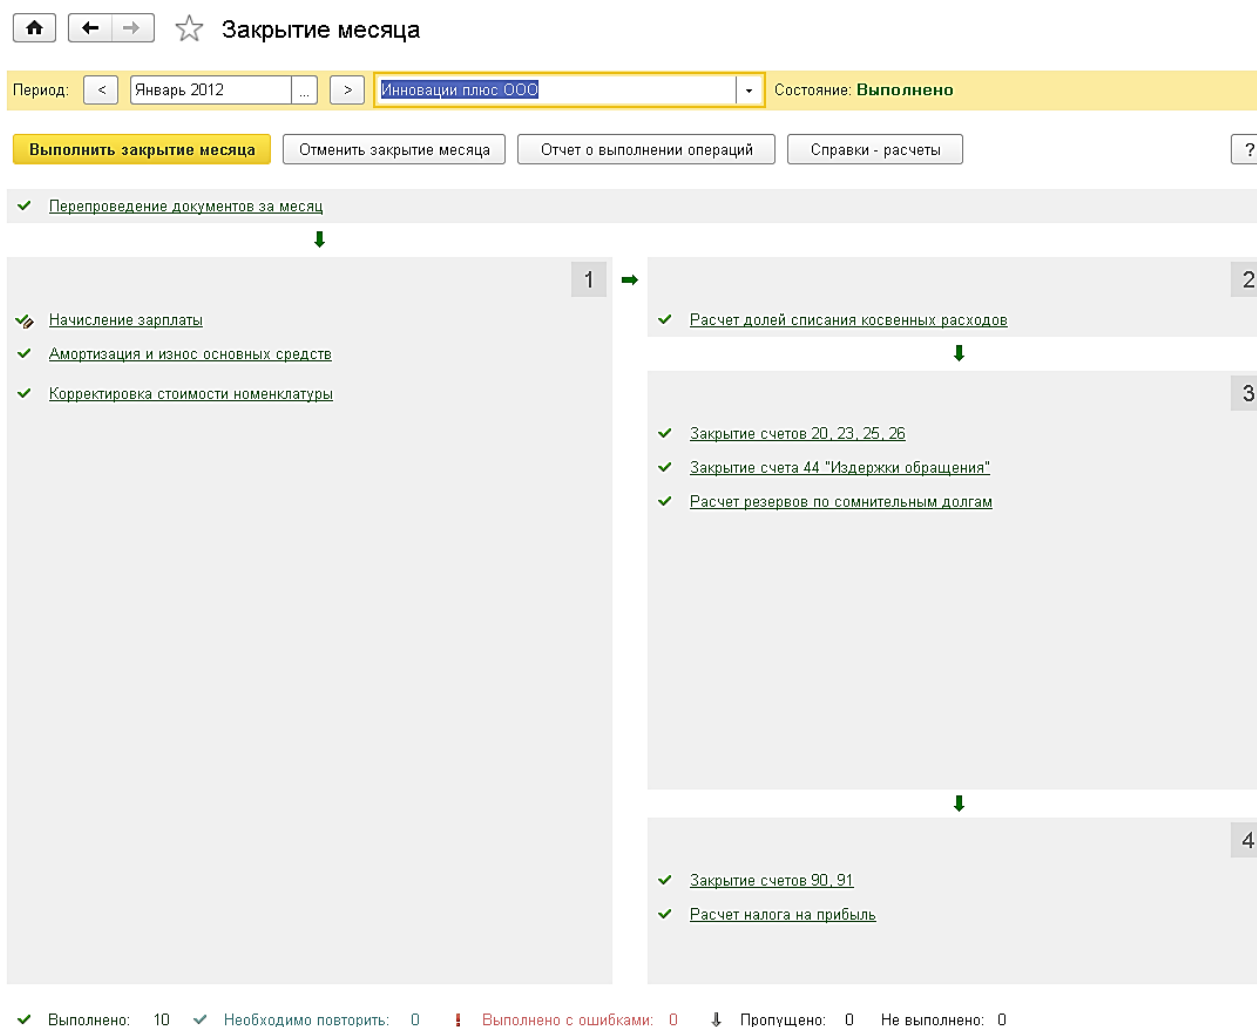 Закрытие месяца
Период: < Январь 2012 ... > Инновации плюс ООО Состояние: Выполнено
Выполнить закрытие месяца Отменить закрытие месяца Отчет о выполнении операций Справки - расчеты ?
Перепроведение документов за месяц
1
Начисление зарплаты
Амортизация и износ основных средств
Корректировка стоимости номенклатуры
2
Расчет долей списания косвенных расходов
3
Закрытие счетов 20, 23, 25, 26
Закрытие счета 44 "Издержки обращения"
Расчет резервов по сомнительным долгам
4
Закрытие счетов 90, 91
Расчет налога на прибыль
Выполнено: 10 Необходимо повторить: 0 Выполнено с ошибками: 0 Пропущено: 0 Не выполнено: 0